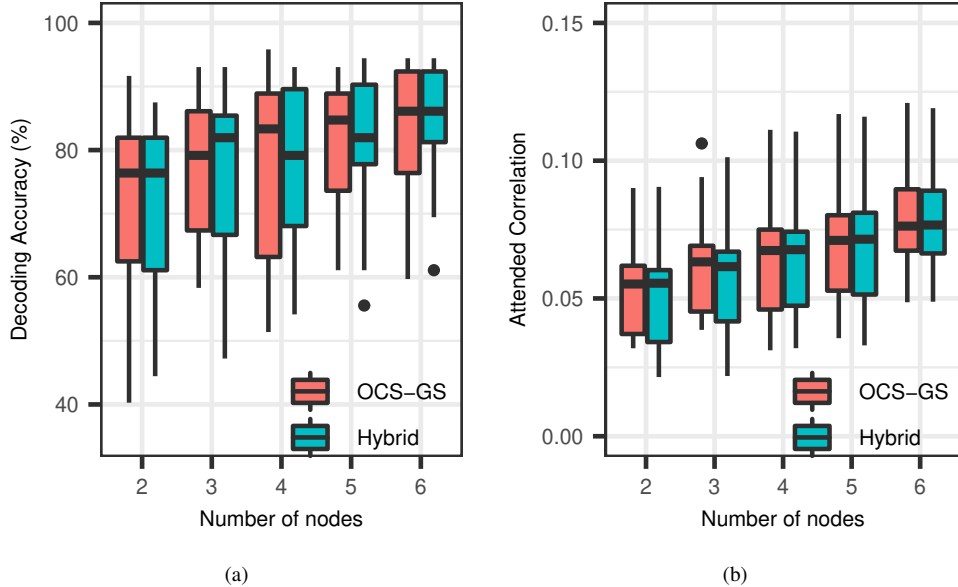 Decoding Accuracy (%)
100
80
60
40
OCS−GS
Hybrid
2 3 4 5 6
Number of nodes
(a)
Attended Correlation
0.15
0.10
0.05
0.00
OCS−GS
Hybrid
2 3 4 5 6
Number of nodes
(b)